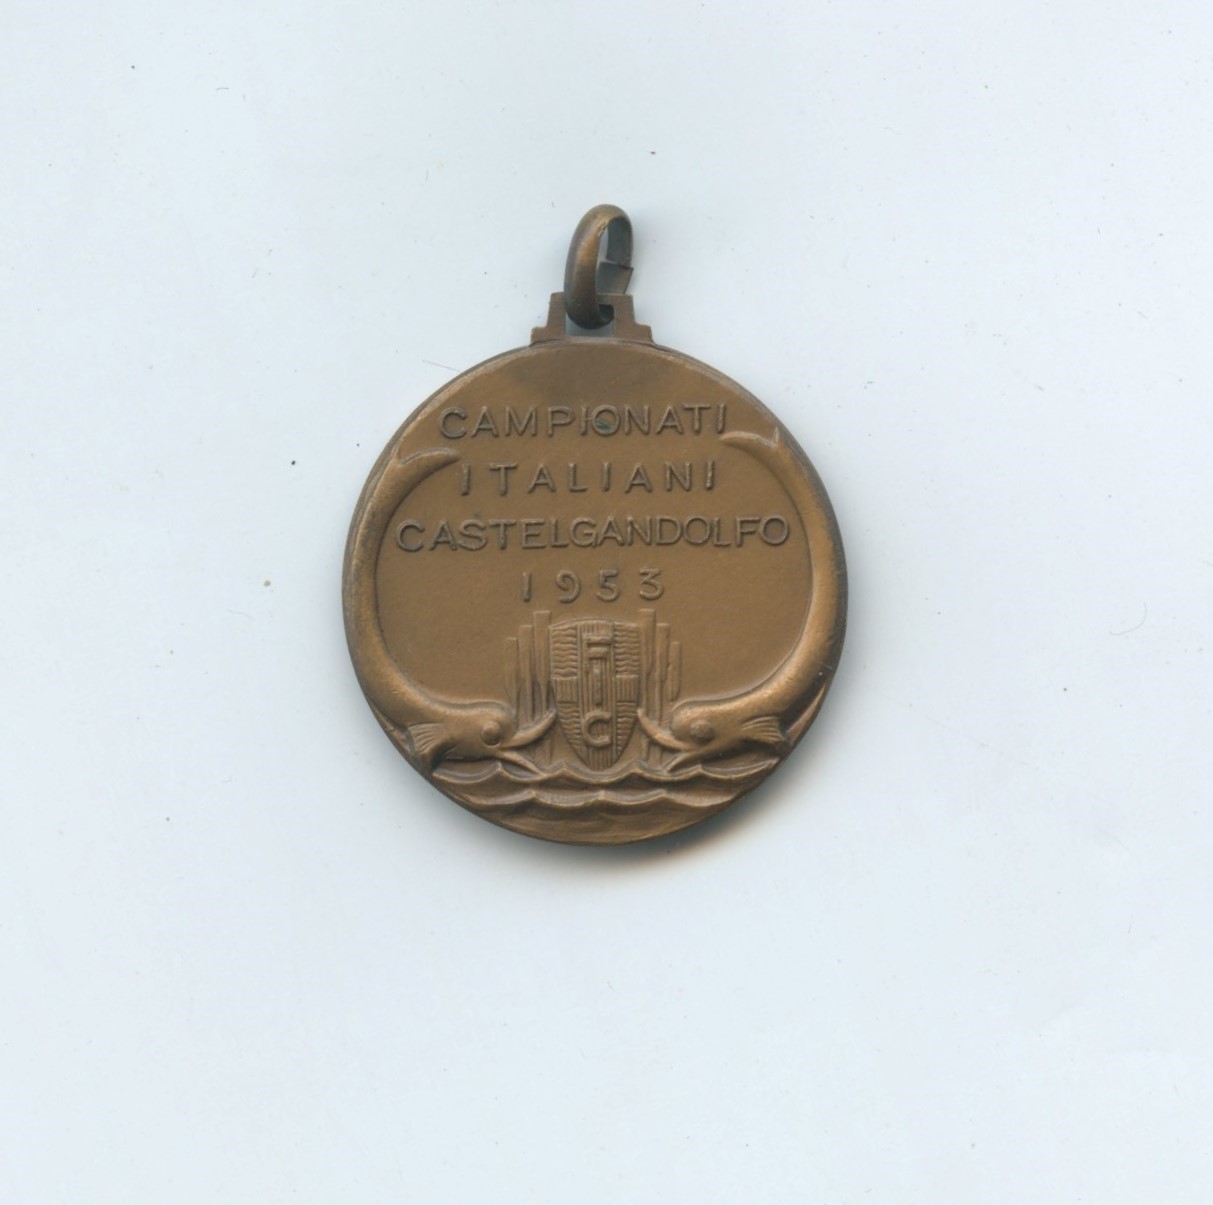 CAMPIONATI
ITALIANI
CASTELGANDOLFO
1953